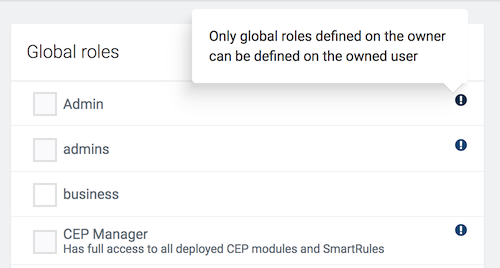 Only global roles defined on the owner
can be defined on the owned user
Global roles
Admin
admins
business
CEP Manager
Has full access to all deployed CEP modules and SmartRules